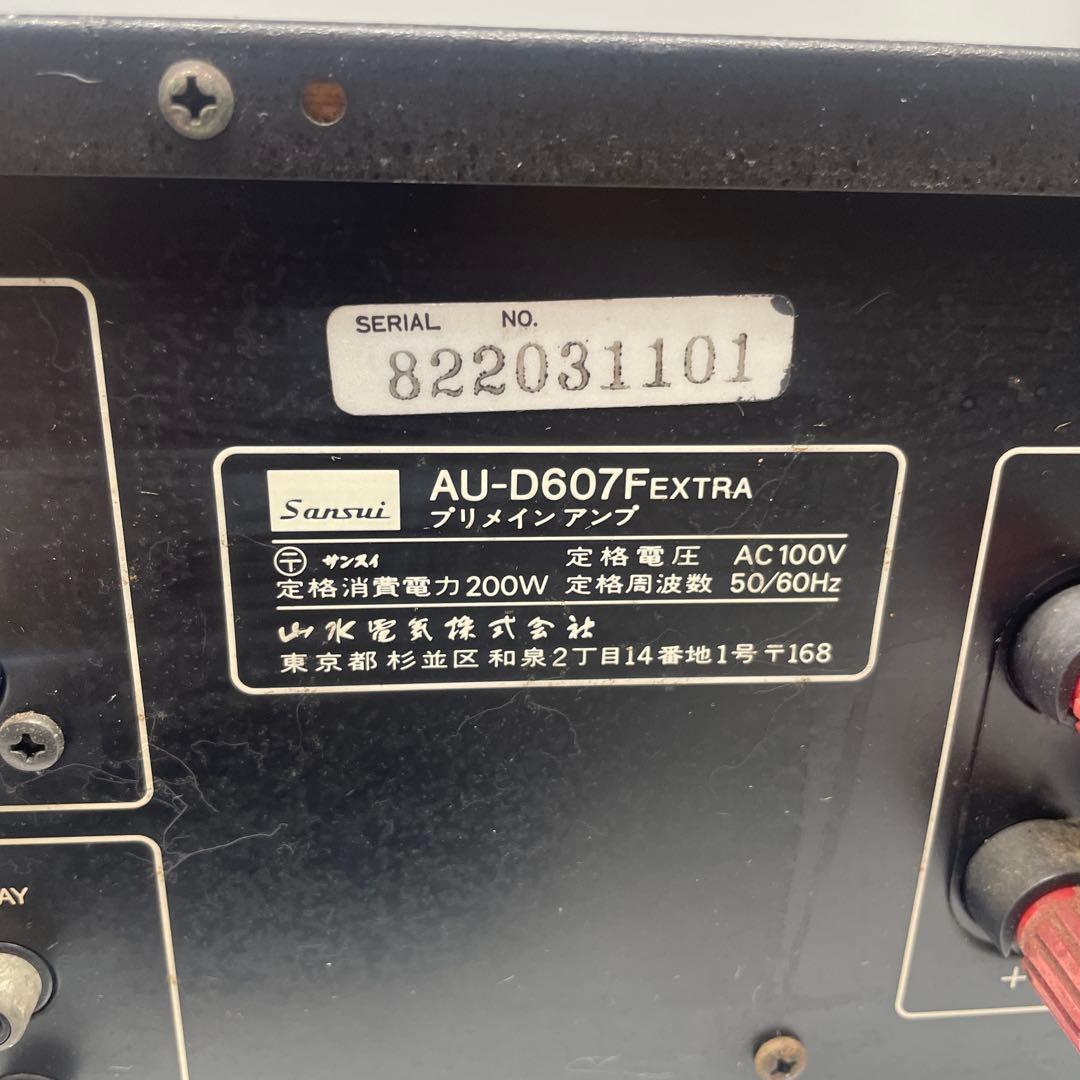 SERIAL NO.
822031101
Sansui
AU-D607F EXTRA
プリメインアンプ
〒 サンスイ 定格電圧 AC100V
定格消費電力200W 定格周波数 50/60Hz
山水電気株式会社
東京都杉並区和泉2丁目14番地1号〒168
AY
+